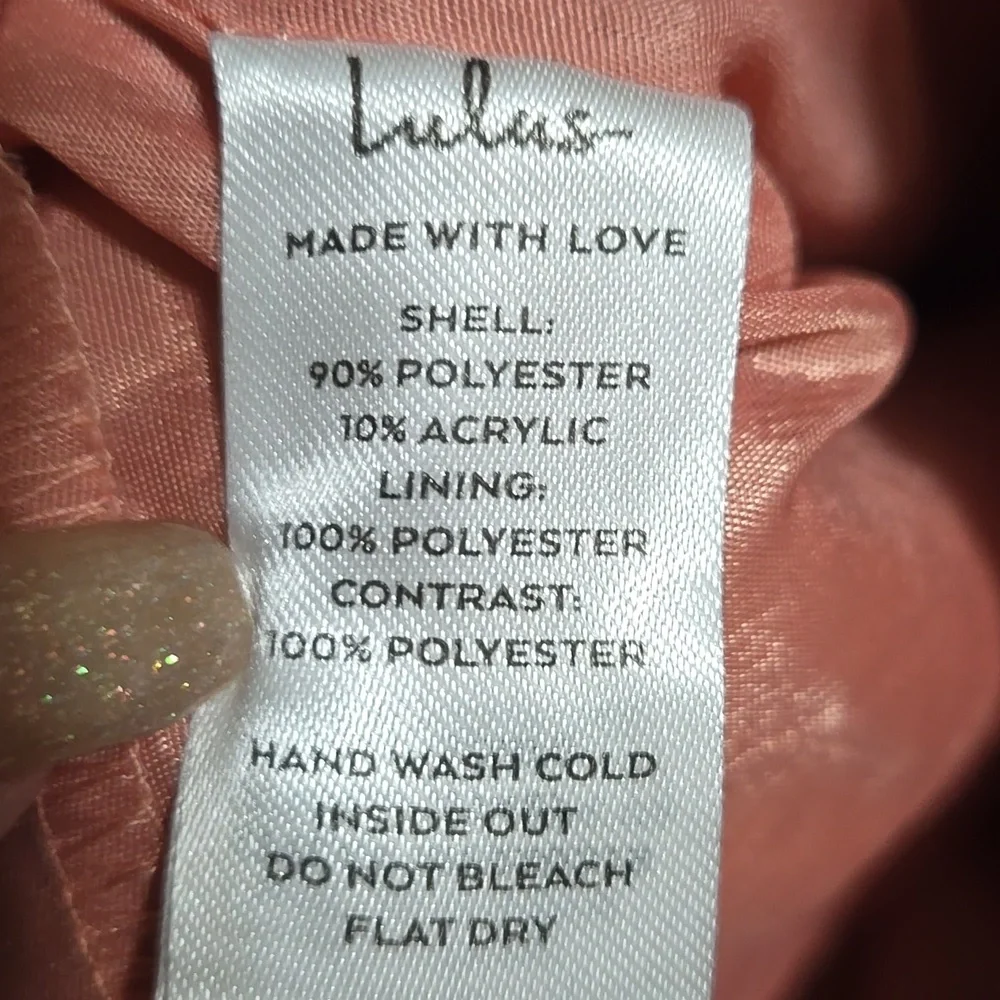 Lulus
MADE WITH LOVE
SHELL:
90% POLYESTER
10% ACRYLIC
LINING:
100% POLYESTER
CONTRAST:
100% POLYESTER
HAND WASH COLD
INSIDE OUT
DO NOT BLEACH
FLAT DRY